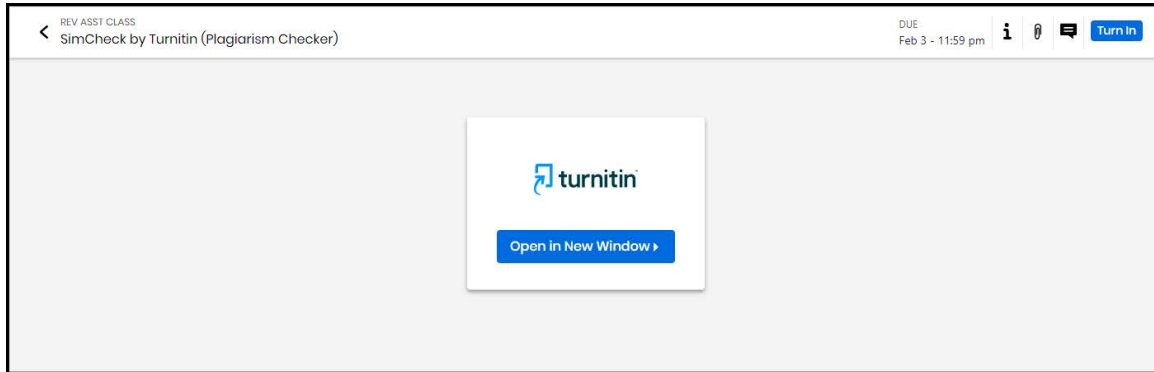 REV ASST CLASS
SimCheck by Turnitin (Plagiarism Checker)
DUE
Feb 3 - 11:59 pm
Turn In
turnitin
Open in New Window